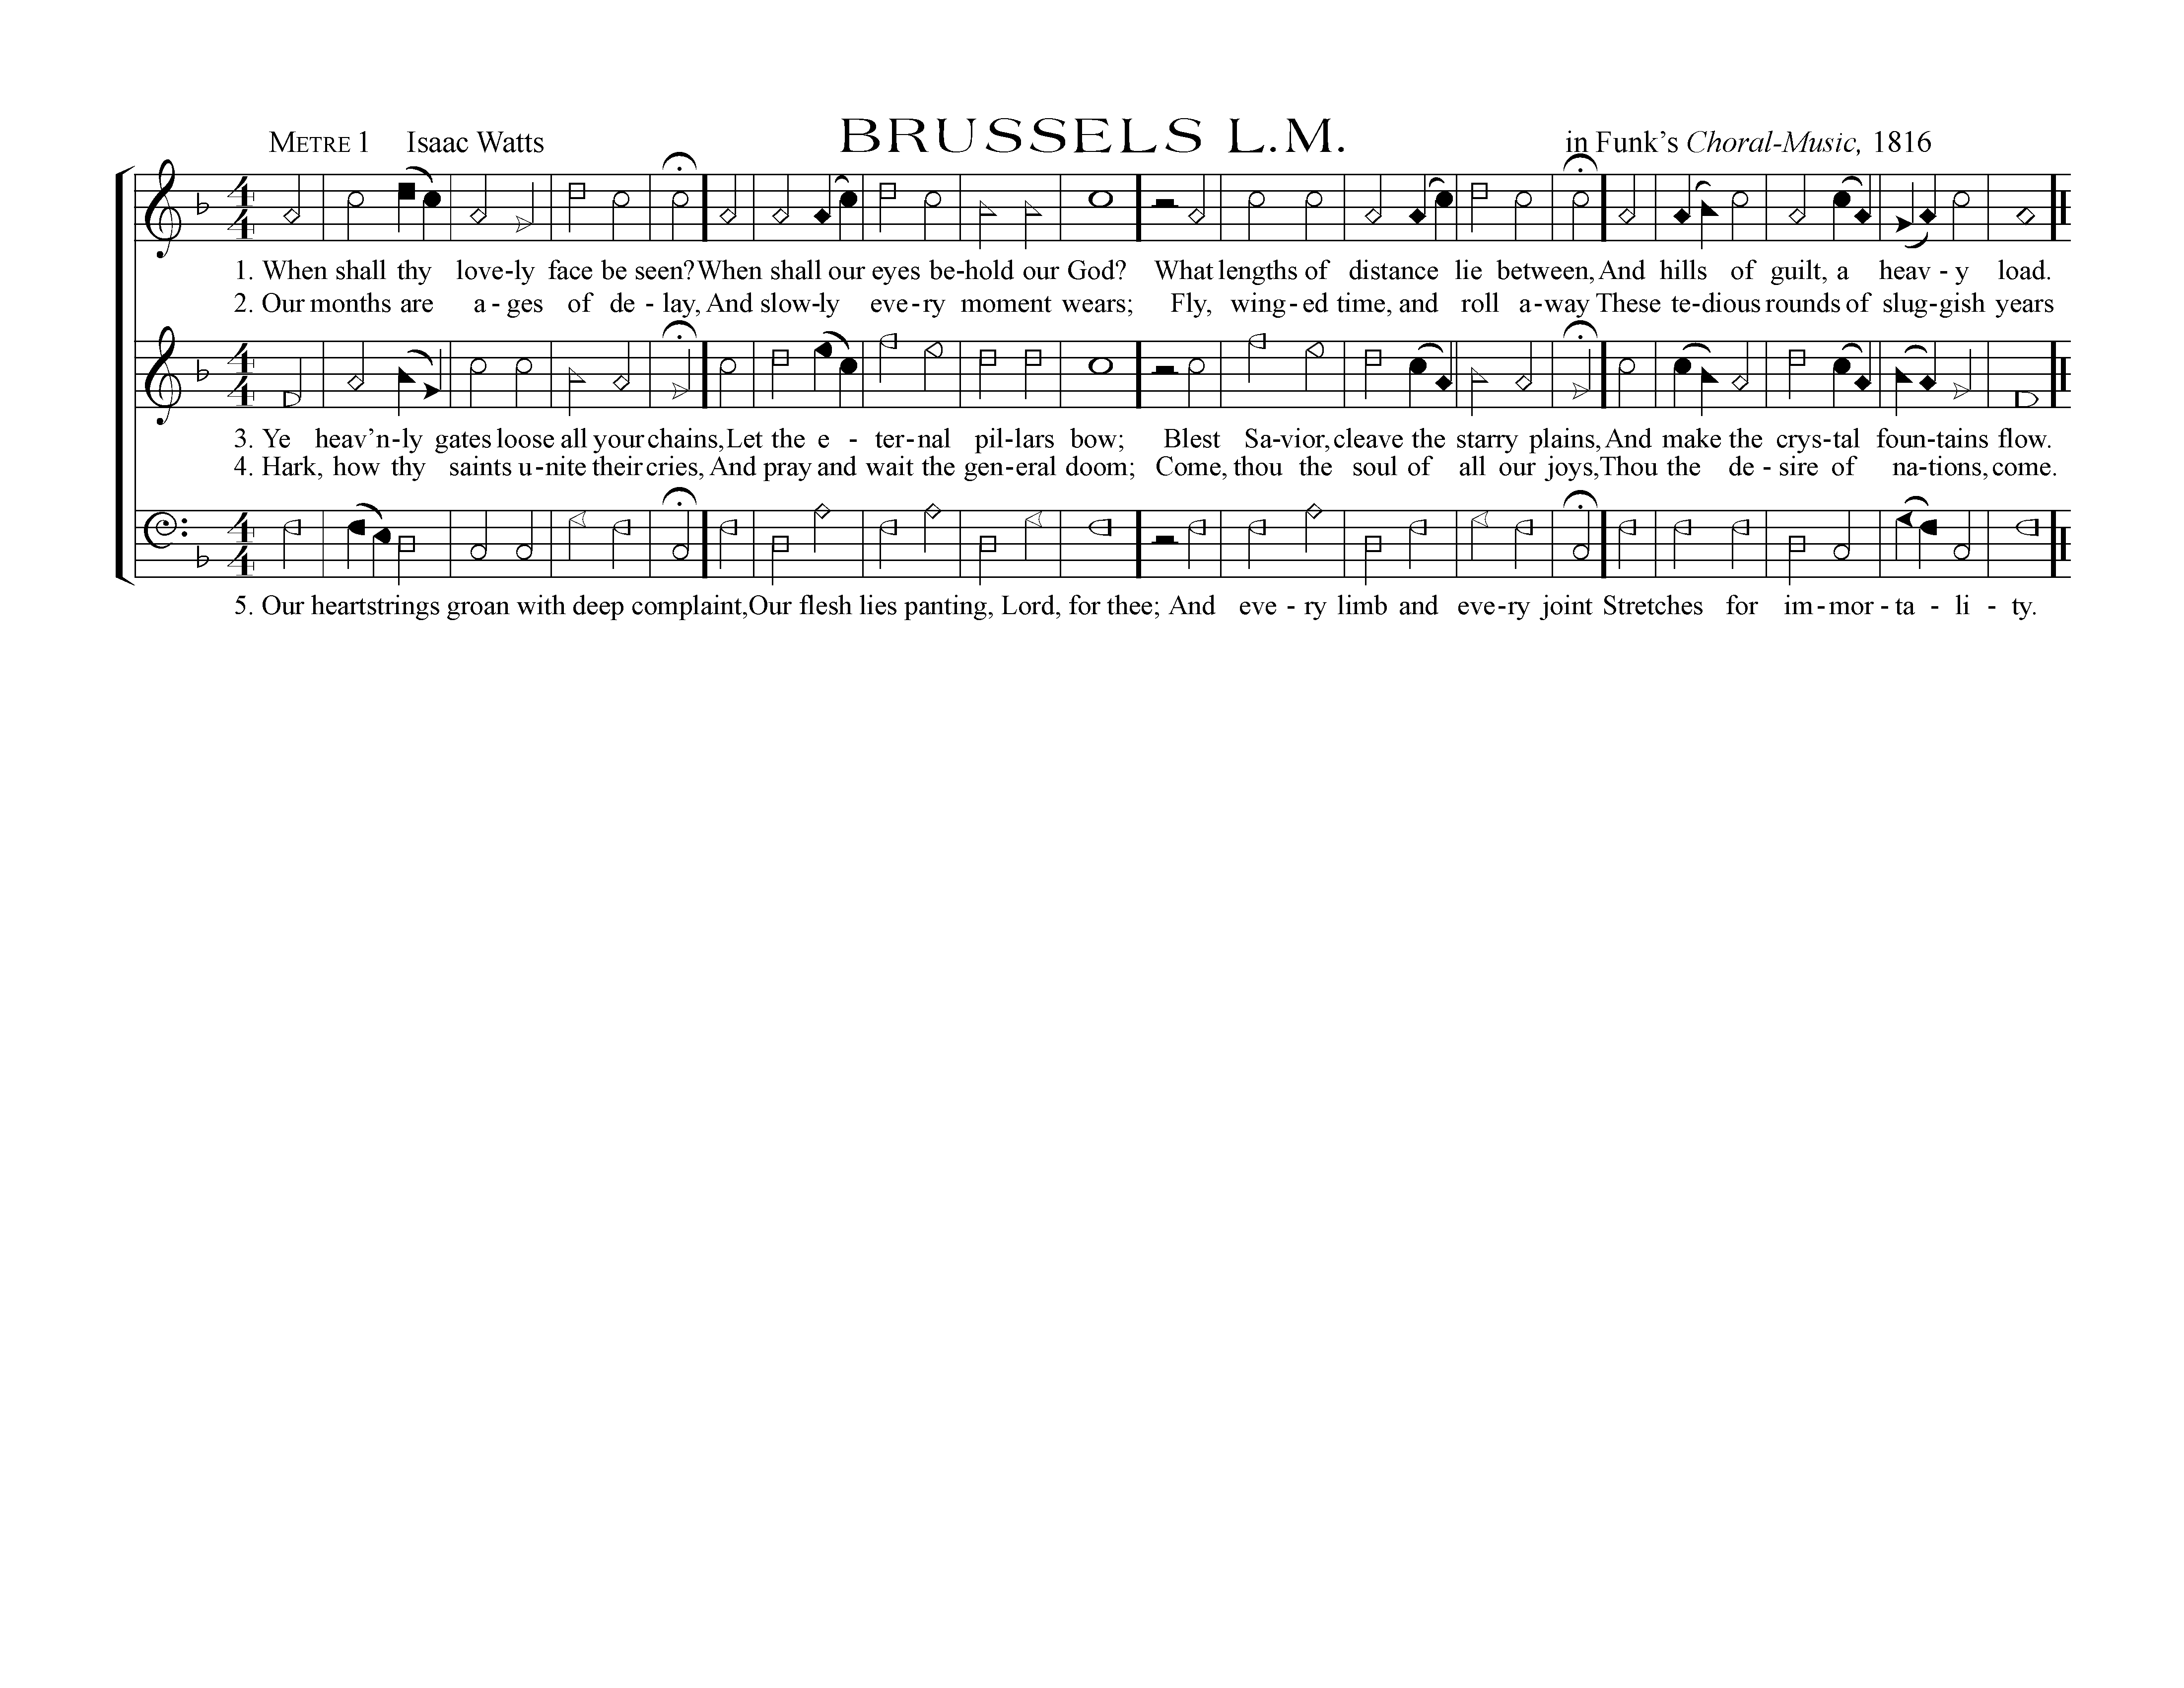 METRE 1 Isaac Watts BRUSSELS L.M. in Funk's Choral-Music, 1816
1. When shall thy love-ly face be seen? When shall our eyes be-hold our God? What lengths of distance lie between, And hills of guilt, a heav-y load.
2. Our months are a-ges of de-lay, And slow-ly eve-ry moment wears; Fly, wing-ed time, and roll a-way These te-dious rounds of slug-gish years
3. Ye heav'n-ly gates loose all your chains, Let the e-ter-nal pil-lars bow; Blest Sa-vior, cleave the starry plains, And make the crys-tal foun-tains flow.
4. Hark, how thy saints u-nite their cries, And pray and wait the gen-eral doom; Come, thou the soul of all our joys, Thou the de-sire of na-tions, come.
5. Our heartstrings groan with deep complaint, Our flesh lies panting, Lord, for thee; And eve-ry limb and eve-ry joint Stretches for im-mor-ta-li-ty.